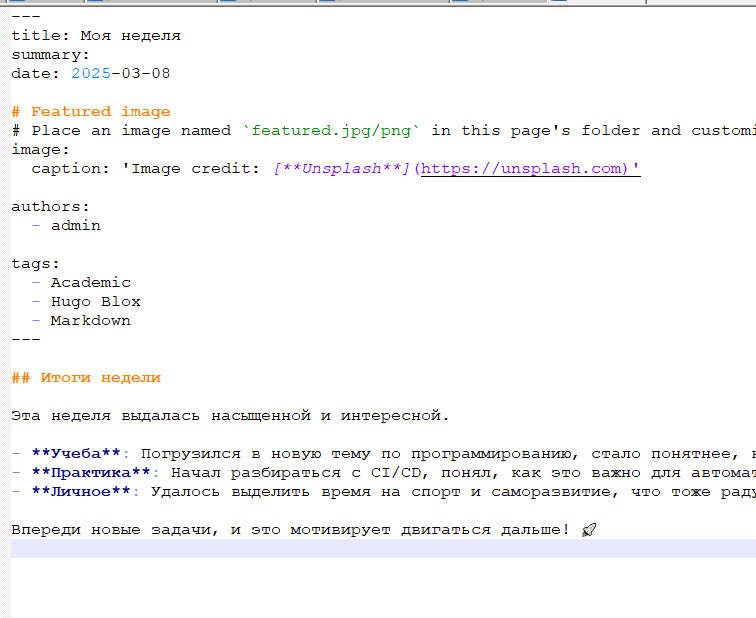 ---
title: Моя неделя
summary:
date: 2025-03-08

# Featured image
# Place an image named `featured.jpg/png` in this page's folder and
image:
  caption: 'Image credit: [**Unsplash**](https://unsplash.com)'

authors:
  - admin

tags:
  - Academic
  - Hugo Blox
  - Markdown
---

## Итоги недели

Эта неделя выдалась насыщенной и интересной.

- **Учеба**: Погрузился в новую тему по программированию, стало понятнее,
- **Практика**: Начал разбираться с CI/CD, понял, как это важно для
- **Личное**: Удалось выделить время на спорт и саморазвитие, что тоже

Впереди новые задачи, и это мотивирует двигаться дальше! 🚀